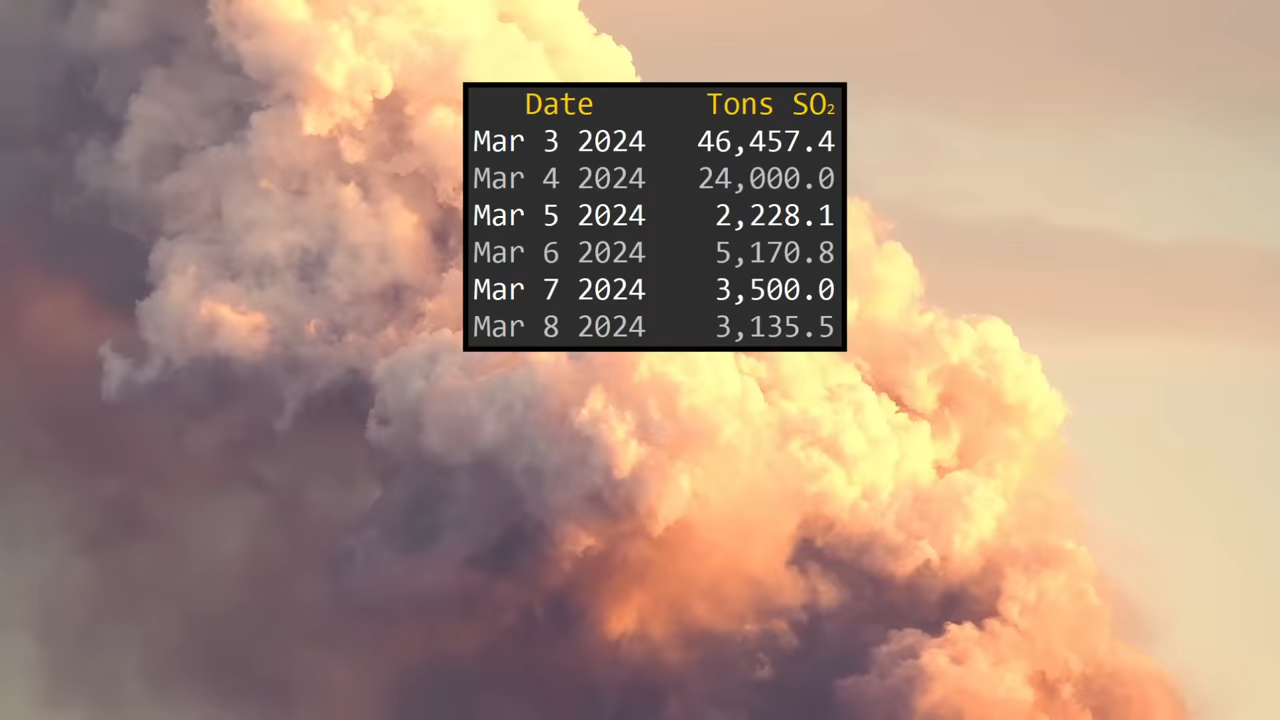 Date Tons SO₂
Mar 3 2024 46,457.4
Mar 4 2024 24,000.0
Mar 5 2024 2,228.1
Mar 6 2024 5,170.8
Mar 7 2024 3,500.0
Mar 8 2024 3,135.5